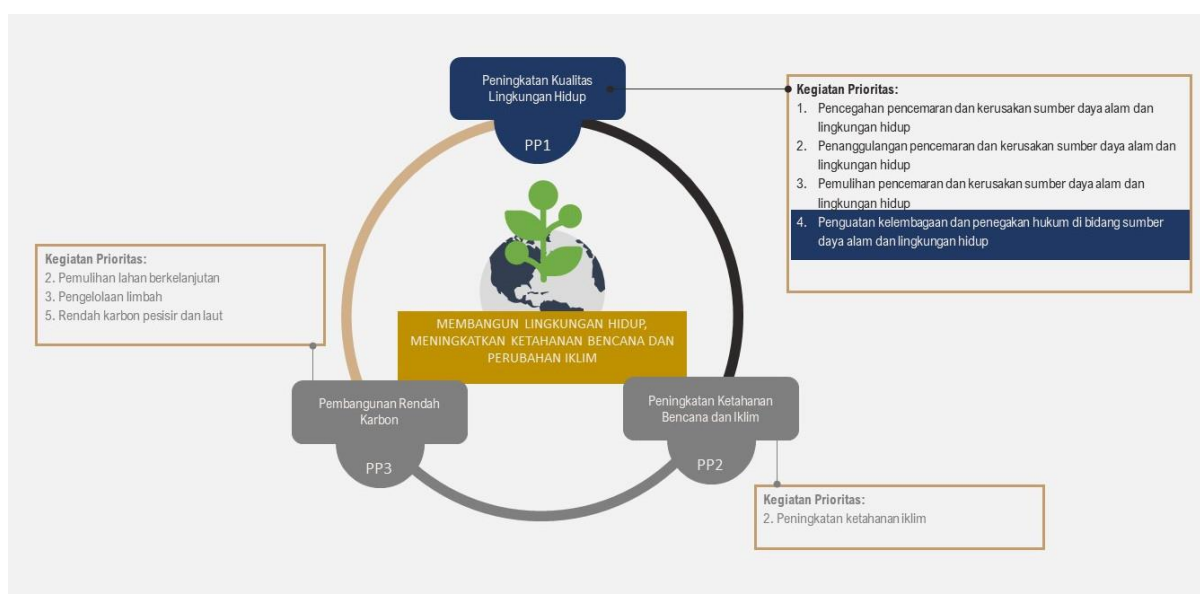 Peningkatan Kualitas
Lingkungan Hidup
PP1
Kegiatan Prioritas:
1. Pencegahan pencemaran dan kerusakan sumber daya alam dan
lingkungan hidup
2. Penanggulangan pencemaran dan kerusakan sumber daya alam dan
lingkungan hidup
3. Pemulihan pencemaran dan kerusakan sumber daya alam dan
lingkungan hidup
4. Penguatan kelembagaan dan penegakan hukum di bidang sumber
daya alam dan lingkungan hidup
Kegiatan Prioritas:
2. Pemulihan lahan berkelanjutan
3. Pengelolaan limbah
5. Rendah karbon pesisir dan laut
MEMBANGUN LINGKUNGAN HIDUP,
MENINGKATKAN KETAHANAN BENCANA DAN
PERUBAHAN IKLIM
Pembangunan Rendah
Karbon
PP3
Peningkatan Ketahanan
Bencana dan Iklim
PP2
Kegiatan Prioritas:
2. Peningkatan ketahanan iklim